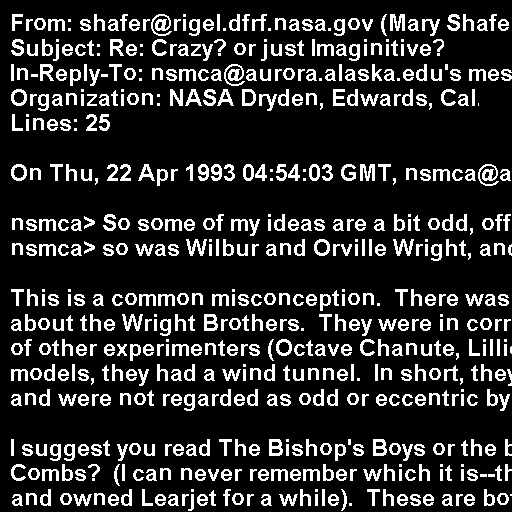 From: shafer@rigel.dfrf.nasa.gov (Mary Shafe
Subject: Re: Crazy? or just Imaginitive?
In-Reply-To: nsmca@aurora.alaska.edu's mes
Organization: NASA Dryden, Edwards, Cal.
Lines: 25

On Thu, 22 Apr 1993 04:54:03 GMT, nsmca@a

nsmca> So some of my ideas are a bit odd, off
nsmca> so was Wilbur and Orville Wright, and

This is a common misconception.  There was
about the Wright Brothers.  They were in corr
of other experimenters (Octave Chanute, Lillie
models, they had a wind tunnel.  In short, they
and were not regarded as odd or eccentric by

I suggest you read The Bishop's Boys or the b
Combs?  (I can never remember which it is--th
and owned Learjet for a while).  These are bot